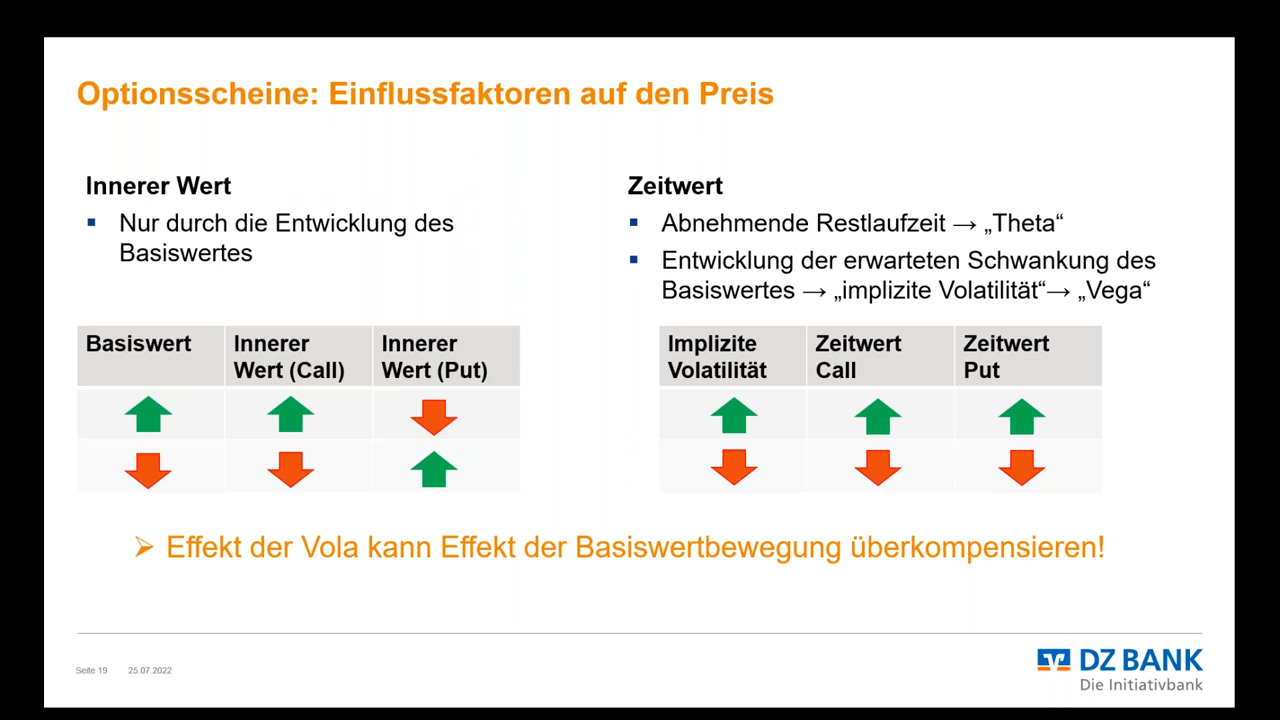 Optionsscheine: Einflussfaktoren auf den Preis
Innerer Wert
Nur durch die Entwicklung des
Basiswertes
Zeitwert
Abnehmende Restlaufzeit → „Theta“
Entwicklung der erwarteten Schwankung des
Basiswertes → „implizite Volatilität“→ „Vega“
Basiswert
Innerer
Wert (Call)
Innerer
Wert (Put)
Implizite
Volatilität
Zeitwert
Call
Zeitwert
Put
Effekt der Vola kann Effekt der Basiswertbewegung überkompensieren!
Seite 19
25.07.2022
DZ BANK
Die Initiativbank